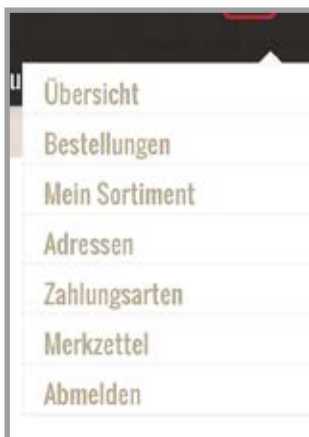 u
Übersicht
Bestellungen
Mein Sortiment
Adressen
Zahlungsarten
Merkzettel
Abmelden